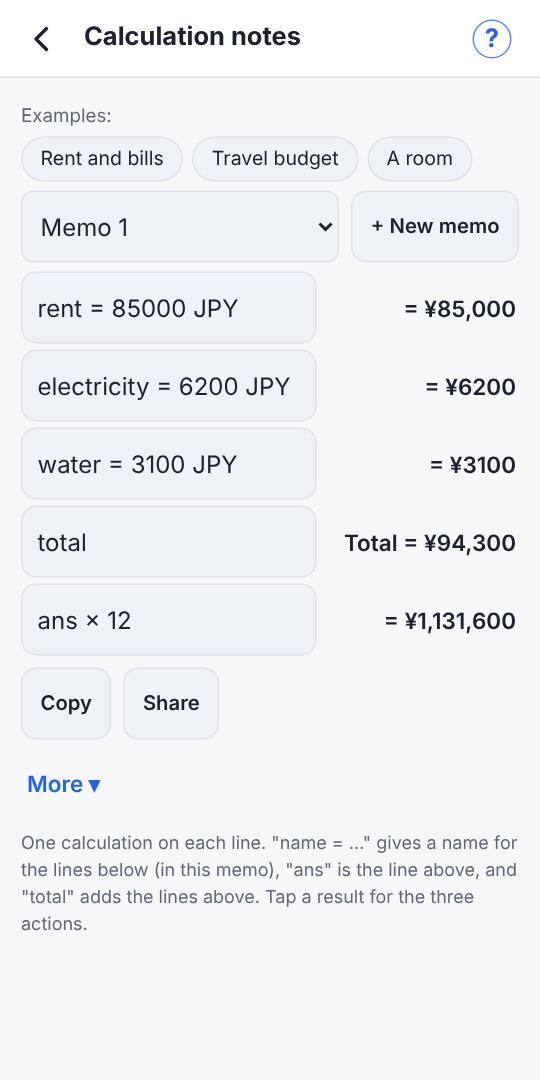 Calculation notes
?
Examples:
Rent and bills
Travel budget
A room
Memo 1
+ New memo
rent = 85000 JPY
= ¥85,000
electricity = 6200 JPY
= ¥6200
water = 3100 JPY
= ¥3100
total
Total = ¥94,300
ans × 12
= ¥1,131,600
Copy
Share
More ▾
One calculation on each line. "name = …" gives a name for
the lines below (in this memo), "ans" is the line above, and
"total" adds the lines above. Tap a result for the three
actions.